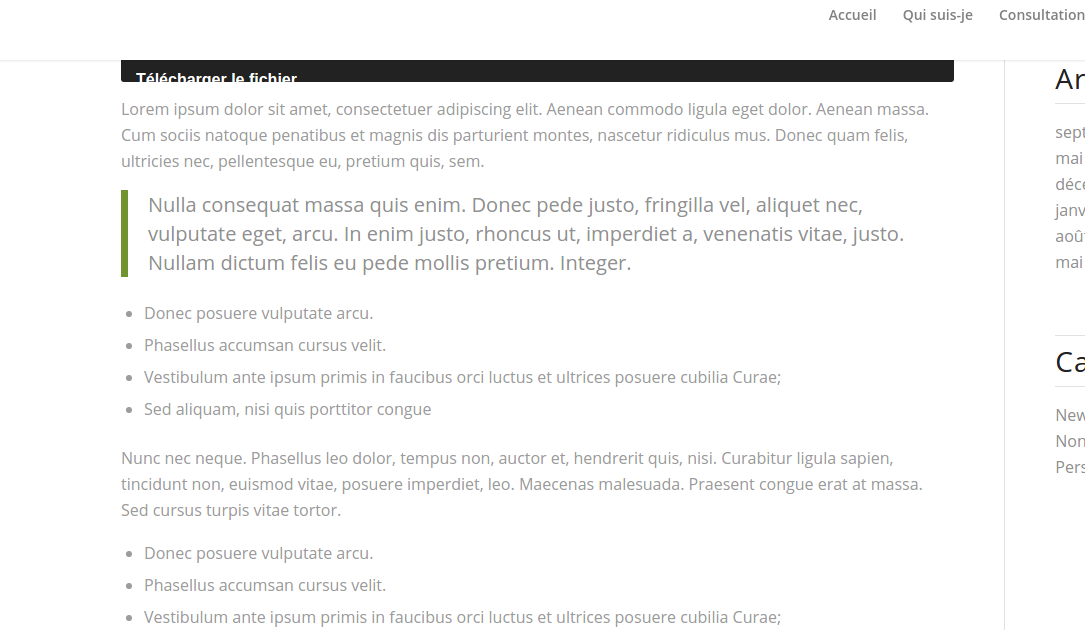 Accueil Qui suis-je Consultation
Télécharger le fichier
Lorem ipsum dolor sit amet, consectetuer adipiscing elit. Aenean commodo ligula eget dolor. Aenean massa.
Cum sociis natoque penatibus et magnis dis parturient montes, nascetur ridiculus mus. Donec quam felis,
ultricies nec, pellentesque eu, pretium quis, sem.
Nulla consequat massa quis enim. Donec pede justo, fringilla vel, aliquet nec,
vulputate eget, arcu. In enim justo, rhoncus ut, imperdiet a, venenatis vitae, justo.
Nullam dictum felis eu pede mollis pretium. Integer.
Donec posuere vulputate arcu.
Phasellus accumsan cursus velit.
Vestibulum ante ipsum primis in faucibus orci luctus et ultrices posuere cubilia Curae;
Sed aliquam, nisi quis porttitor congue
Nunc nec neque. Phasellus leo dolor, tempus non, auctor et, hendrerit quis, nisi. Curabitur ligula sapien,
tincidunt non, euismod vitae, posuere imperdiet, leo. Maecenas malesuada. Praesent congue erat at massa.
Sed cursus turpis vitae tortor.
Donec posuere vulputate arcu.
Phasellus accumsan cursus velit.
Vestibulum ante ipsum primis in faucibus orci luctus et ultrices posuere cubilia Curae;
Ar
sept
mai
déce
janv
août
mai
Ca
New
Non
Pers